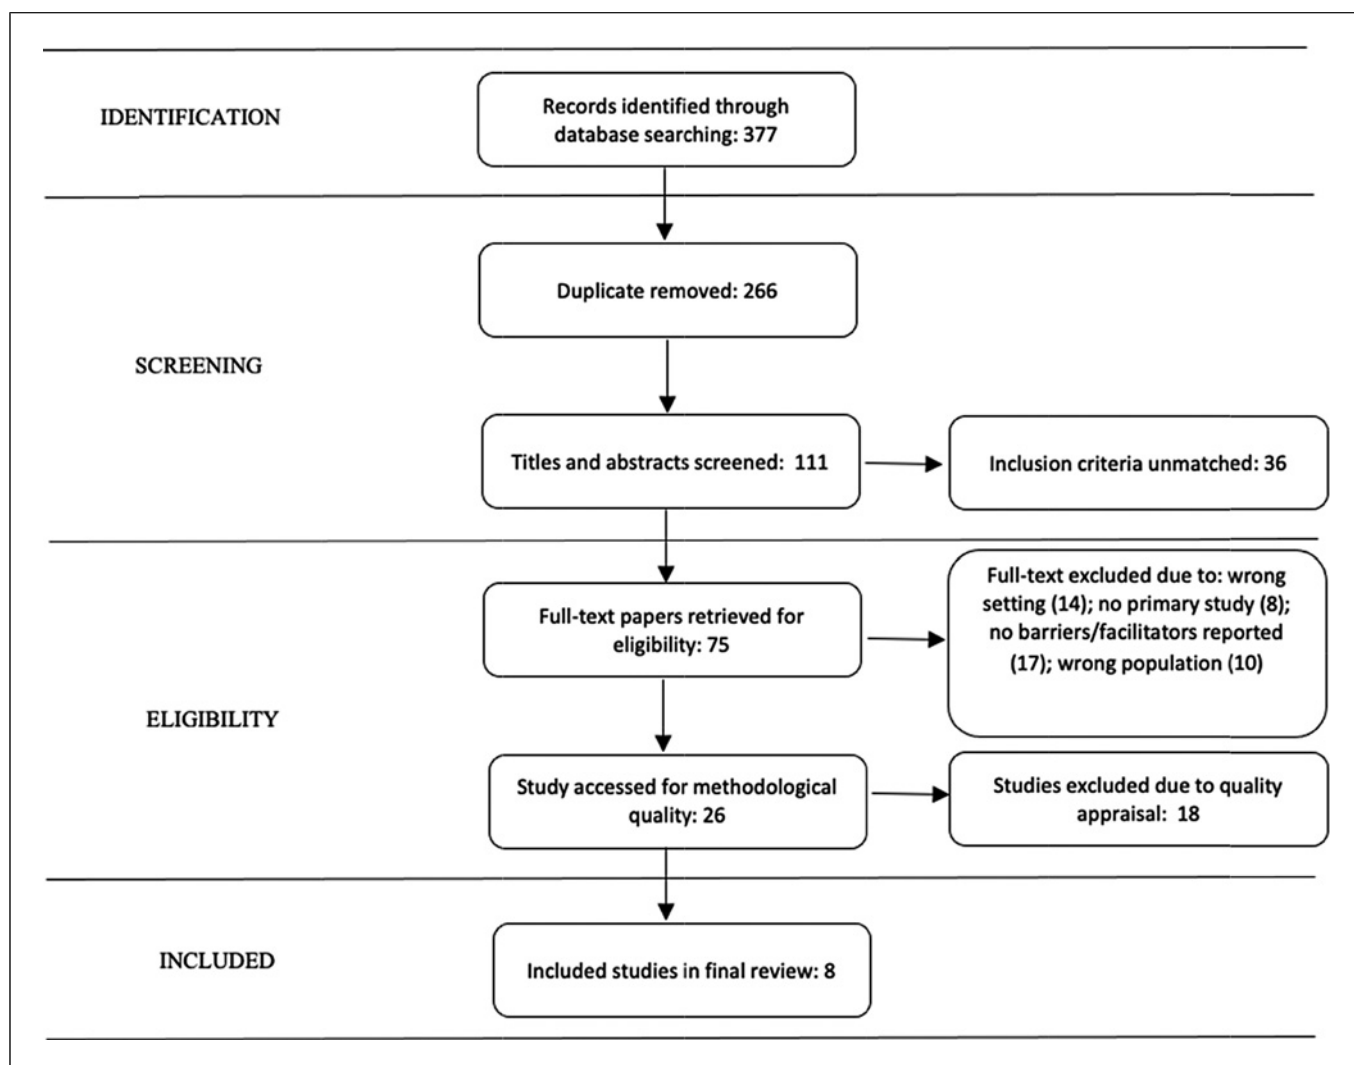 IDENTIFICATION
Records identified through
database searching: 377
SCREENING
Duplicate removed: 266
Titles and abstracts screened: 111
Inclusion criteria unmatched: 36
ELIGIBILITY
Full-text papers retrieved for
eligibility: 75
Full-text excluded due to: wrong
setting (14); no primary study (8);
no barriers/facilitators reported
(17); wrong population (10)
Study accessed for methodological
quality: 26
Studies excluded due to quality
appraisal: 18
INCLUDED
Included studies in final review: 8